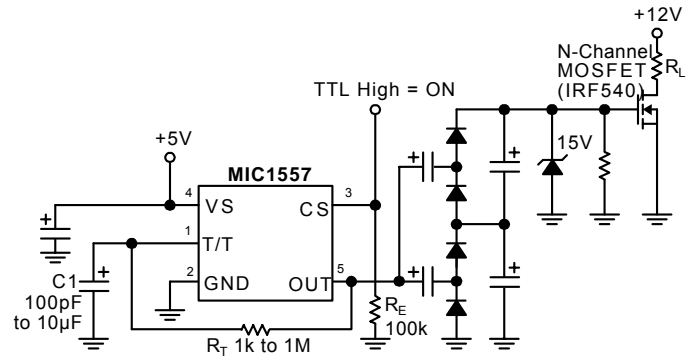 +12V
N-Channel
MOSFET
(IRF540)
R_L
TTL High = ON
+5V
15V
MIC1557
4
VS
CS
3
1
T/T
2
GND
OUT
5
C1
100pF
to 10µF
R_E
100k
R_T 1k to 1M
+
+
+
+
+
+